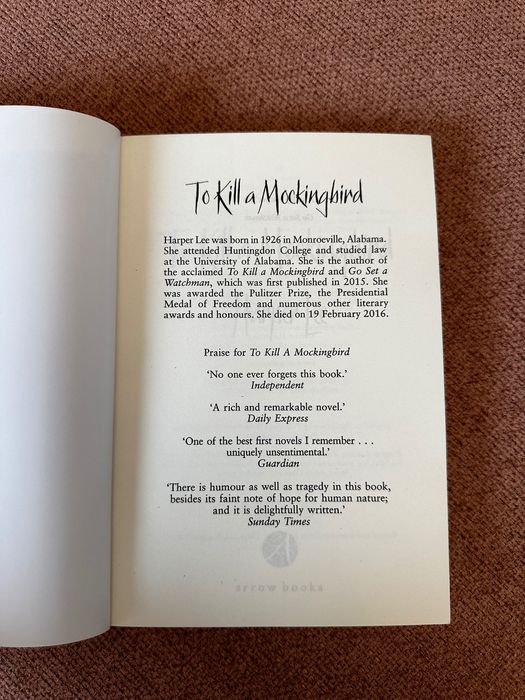 To Kill a Mockingbird
Harper Lee was born in 1926 in Monroeville, Alabama.
She attended Huntingdon College and studied law
at the University of Alabama. She is the author of
the acclaimed To Kill a Mockingbird and Go Set a
Watchman, which was first published in 2015. She
was awarded the Pulitzer Prize, the Presidential
Medal of Freedom and numerous other literary
awards and honours. She died on 19 February 2016.
Praise for To Kill A Mockingbird
‘No one ever forgets this book.’
Independent
‘A rich and remarkable novel.’
Daily Express
‘One of the best first novels I remember . . .
uniquely unsentimental.’
Guardian
‘There is humour as well as tragedy in this book,
besides its faint note of hope for human nature;
and it is delightfully written.’
Sunday Times
arrow books